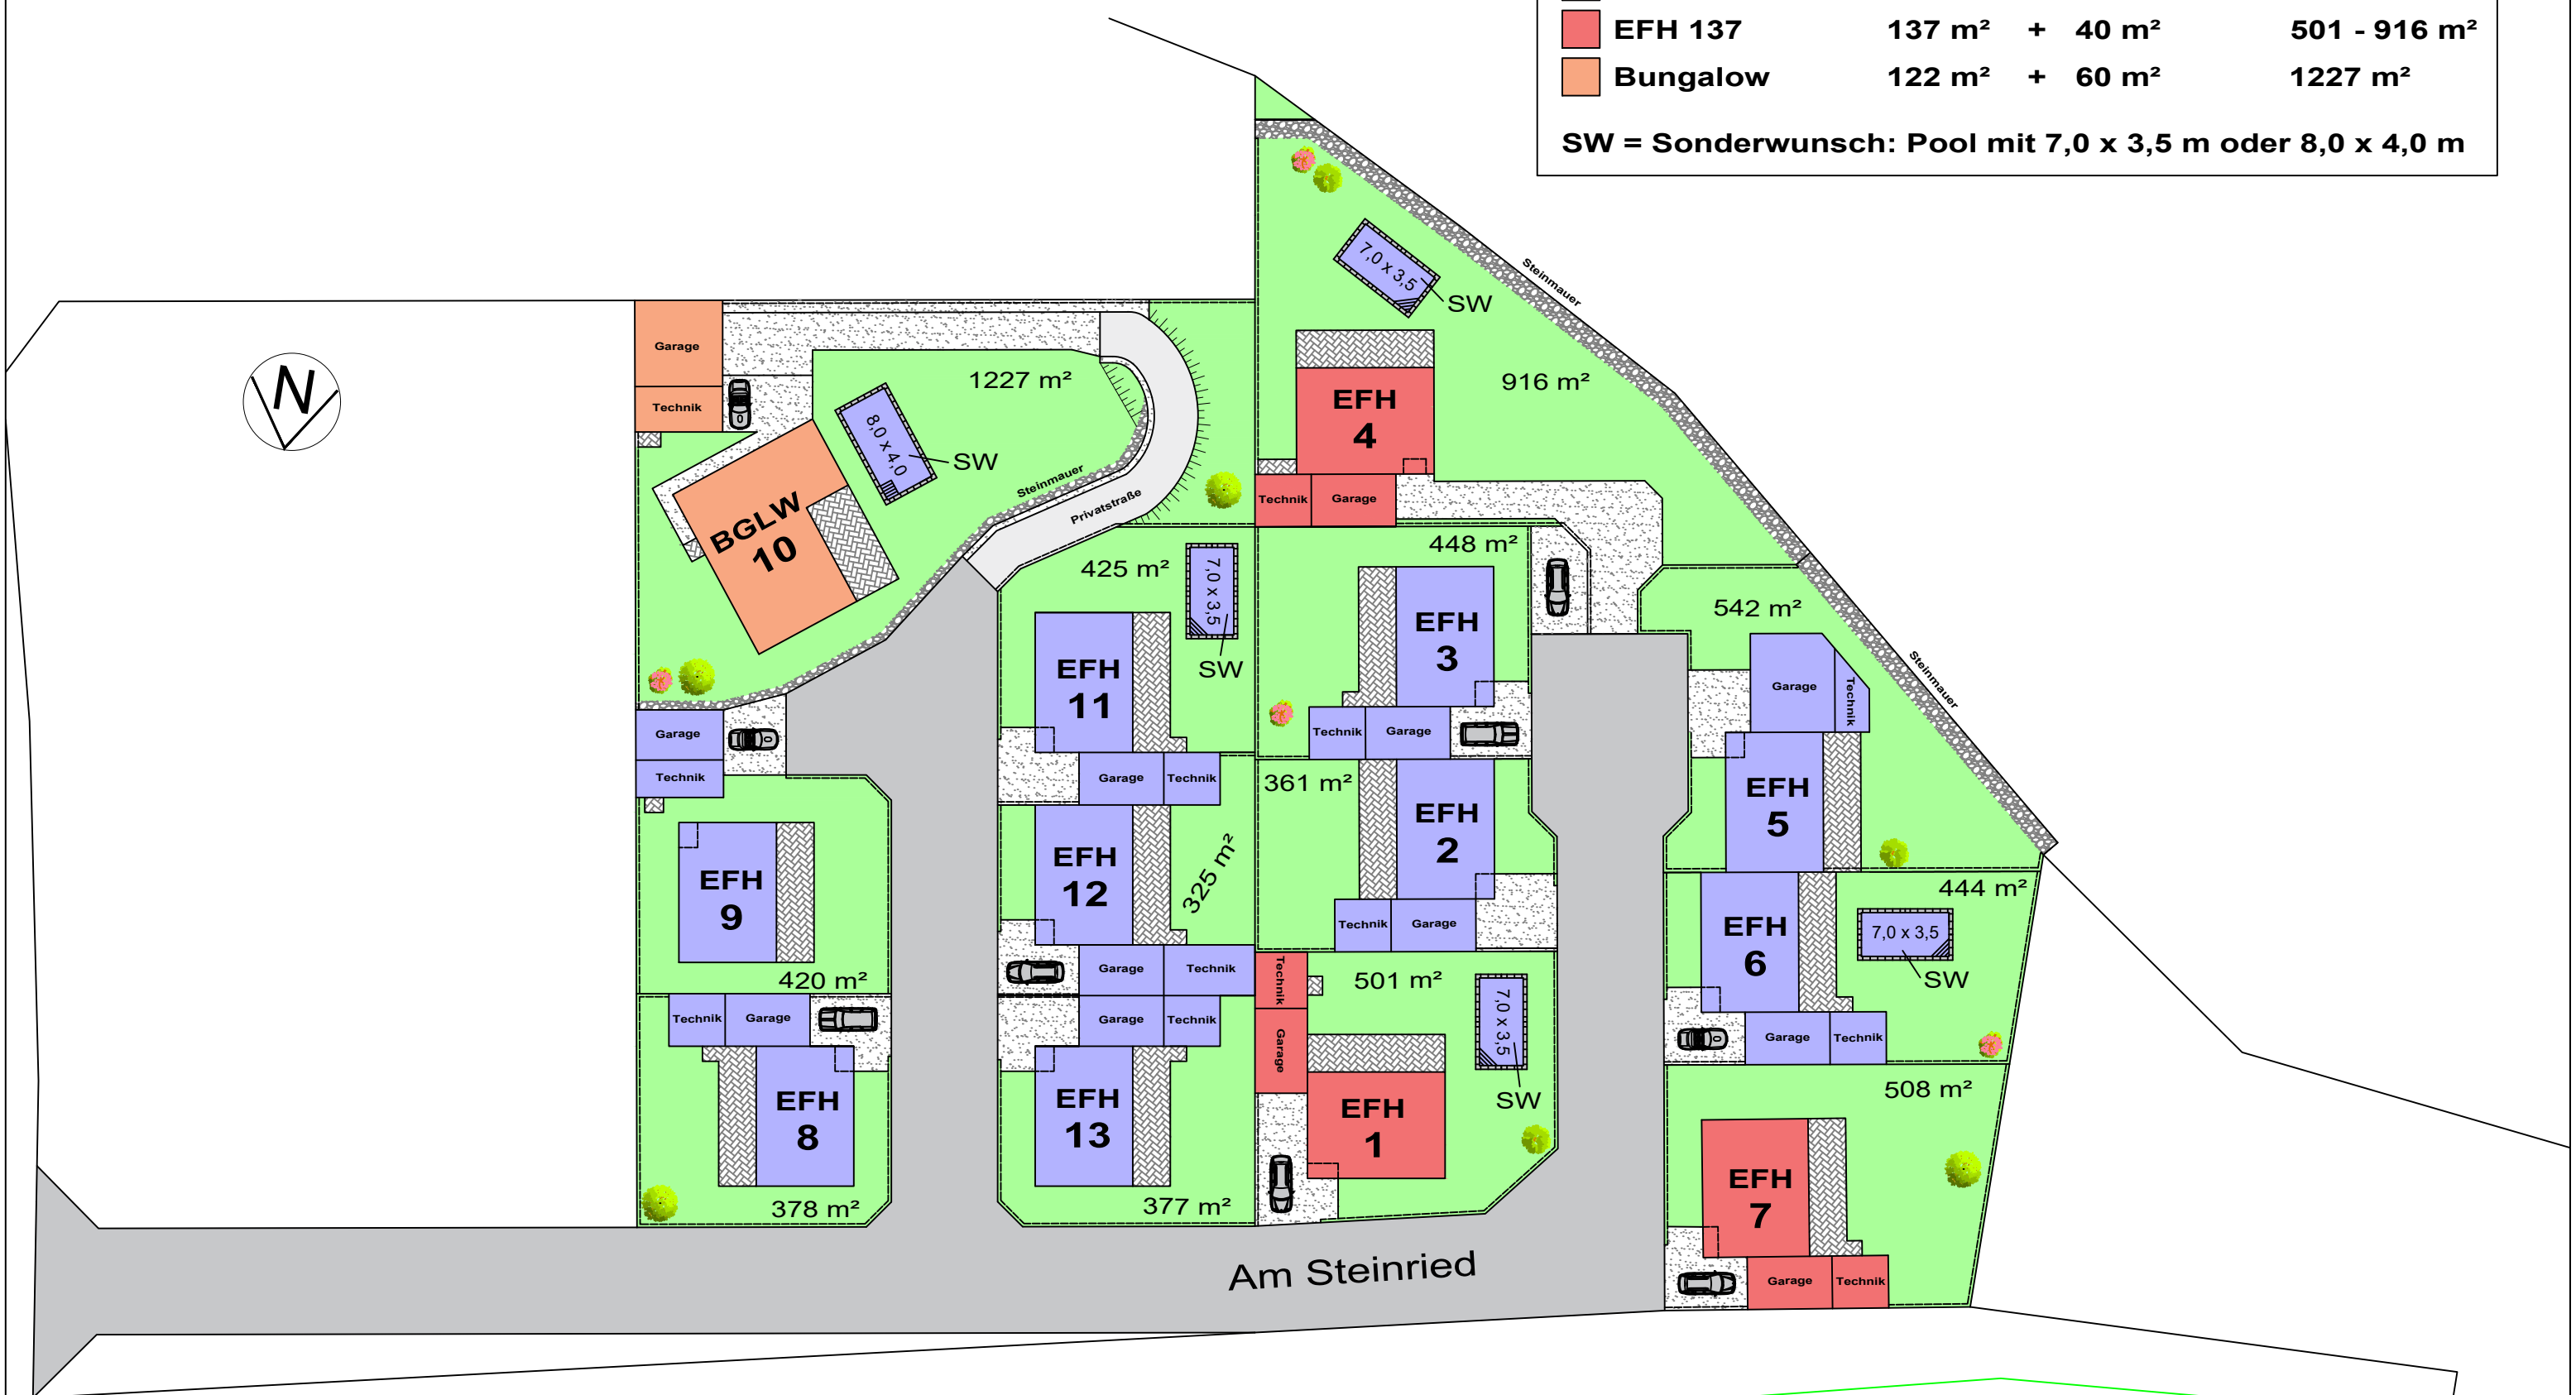 EFH 137 137 m² + 40 m² 501 - 916 m²
Bungalow 122 m² + 60 m² 1227 m²
SW = Sonderwunsch: Pool mit 7,0 x 3,5 m oder 8,0 x 4,0 m
N
Garage
Technik
1227 m²
8,0 x 4,0
SW
BGLW
10
Steinmauer
Privatstraße
7,0 x 3,5
SW
Steinmauer
916 m²
EFH
4
Technik
Garage
425 m²
7,0 x 3,5
SW
EFH
11
Garage
Technik
448 m²
EFH
3
Technik
Garage
542 m²
Garage
Technik
Steinmauer
EFH
5
Garage
Technik
EFH
9
420 m²
EFH
12
325 m²
Garage
Technik
361 m²
EFH
2
Technik
Garage
444 m²
EFH
6
7,0 x 3,5
SW
Garage
Technik
Technik
Garage
EFH
8
378 m²
Garage
Technik
EFH
13
377 m²
Technik
Garage
501 m²
7,0 x 3,5
SW
EFH
1
508 m²
EFH
7
Garage
Technik
Am Steinried